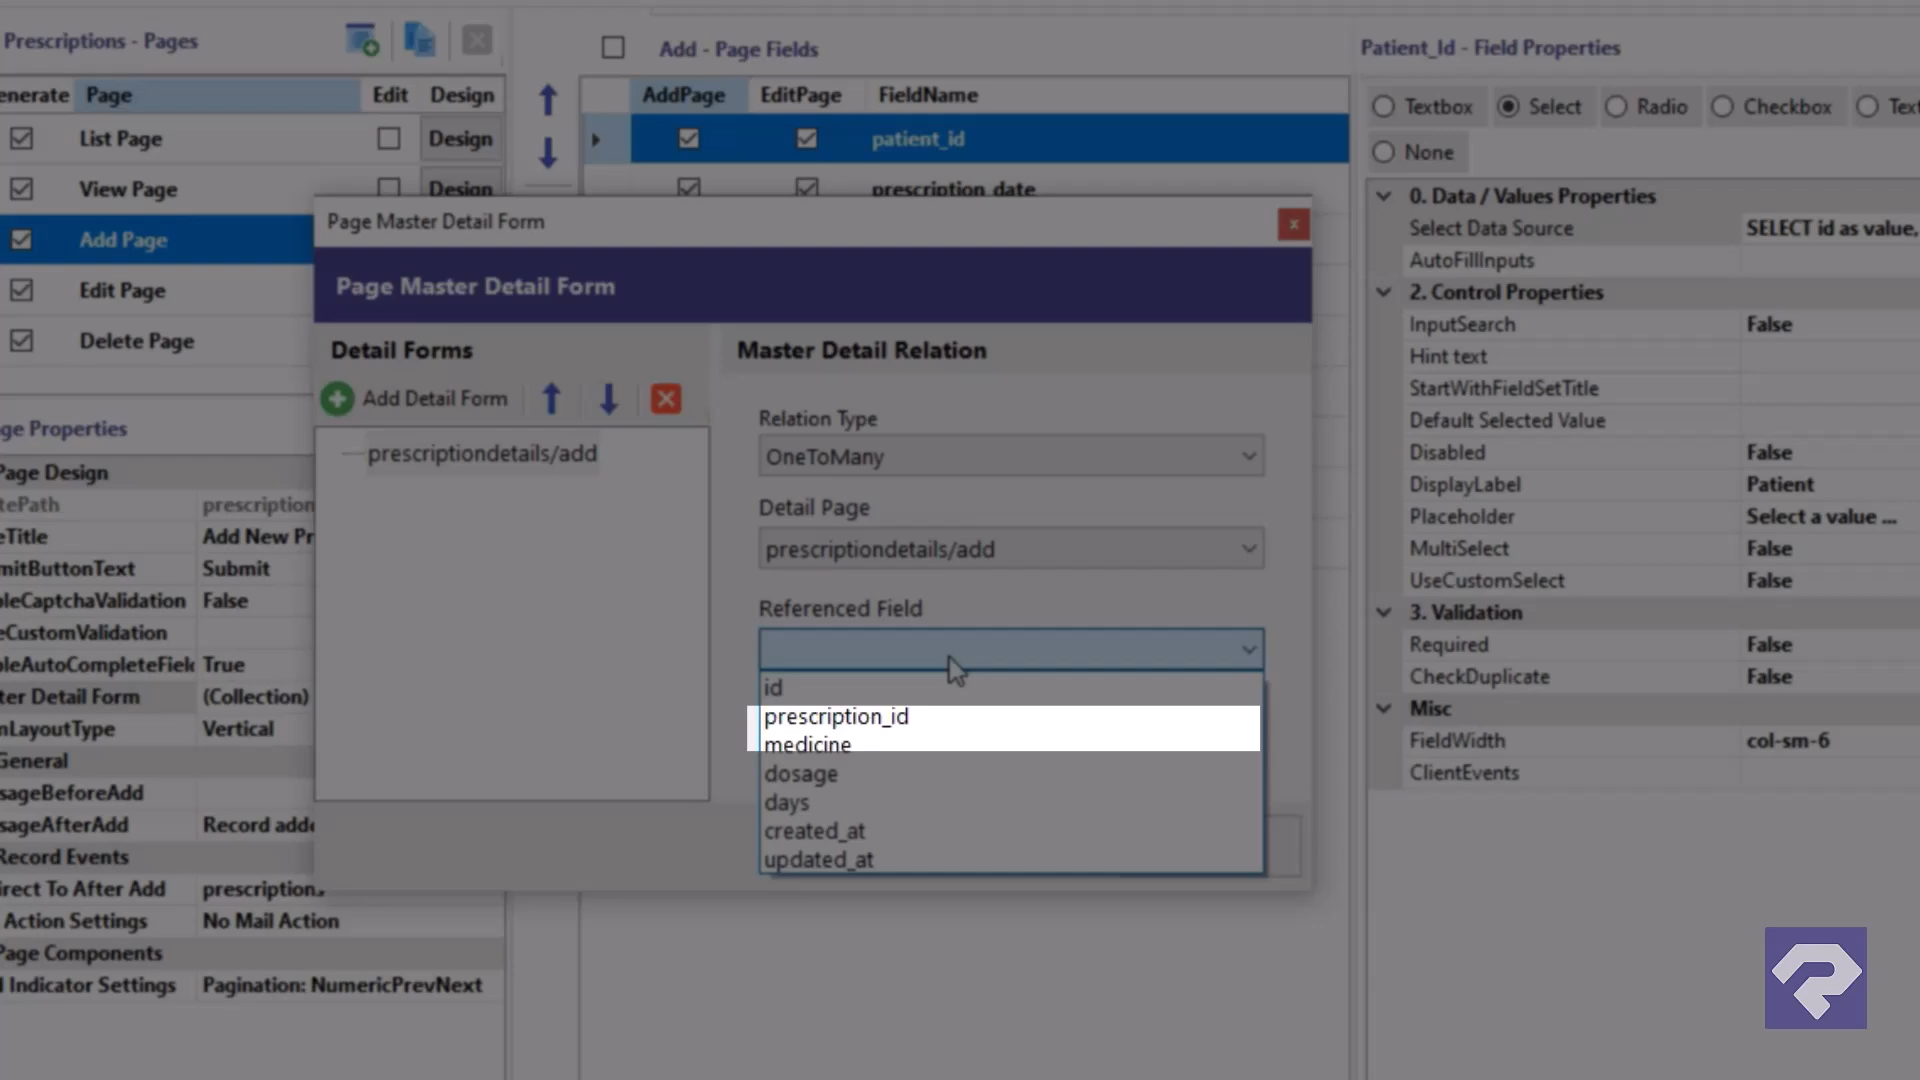 Prescriptions - Pages
enerate Page Edit Design
List Page Design
View Page Design
Add Page
Edit Page
Delete Page
ge Properties
Page Design
tePath prescription
eTitle Add New Pr
mitButtonText Submit
bleCaptchaValidation False
eCustomValidation
bleAutoCompleteField True
ter Detail Form (Collection)
mLayoutType Vertical
General
sageBeforeAdd
sageAfterAdd Record adde
Record Events
irect To After Add prescriptions
Action Settings No Mail Action
Page Components
l Indicator Settings Pagination: NumericPrevNext
Add - Page Fields
AddPage EditPage FieldName
patient_id
prescription_date
Page Master Detail Form
x
Page Master Detail Form
Detail Forms
Add Detail Form
prescriptiondetails/add
Master Detail Relation
Relation Type
OneToMany
Detail Page
prescriptiondetails/add
Referenced Field
id
prescription_id
medicine
dosage
days
created_at
updated_at
Patient_Id - Field Properties
Textbox Select Radio Checkbox Text
None
0. Data / Values Properties
Select Data Source SELECT id as value,
AutoFillInputs
2. Control Properties
InputSearch False
Hint text
StartWithFieldSetTitle
Default Selected Value
Disabled False
DisplayLabel Patient
Placeholder Select a value ...
MultiSelect False
UseCustomSelect False
3. Validation
Required False
CheckDuplicate False
Misc
FieldWidth col-sm-6
ClientEvents